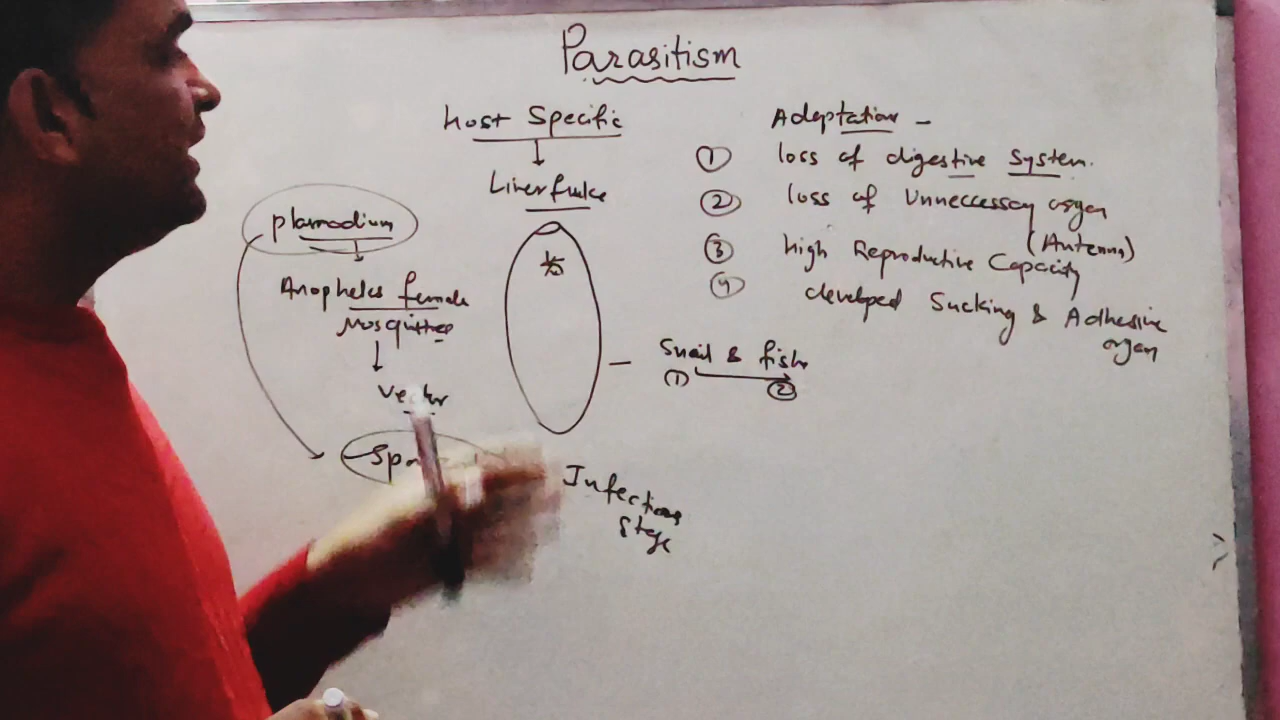 Parasitism
host Specific
Liverfluke
plasmodium
Anopheles female
Mosquitoes
Vector
Spo
Infectious
Stage
Snail & fish
① ②
Adaptation -
① loss of digestive System.
② loss of Unneccessary organ
(Antenna)
③ high Reproductive Capacity
④ developed Sucking & Adhesive
organ